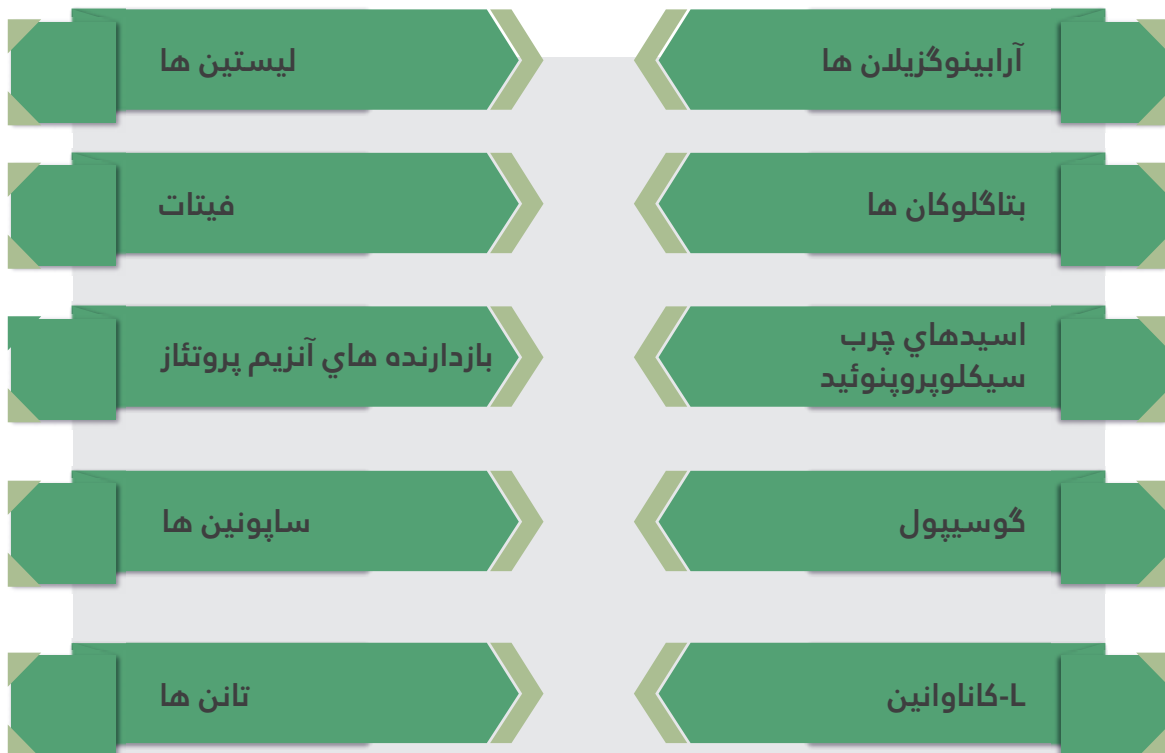 آرابینوگزیلان ها
لیستین ها
بتاگلوکان ها
فیتات
اسیدهاي چرب
سیکلوپروپنوئید
بازدارنده هاي آنزیم پروتئاز
گوسیپول
ساپونین ها
L-کاناوانین
تانن ها